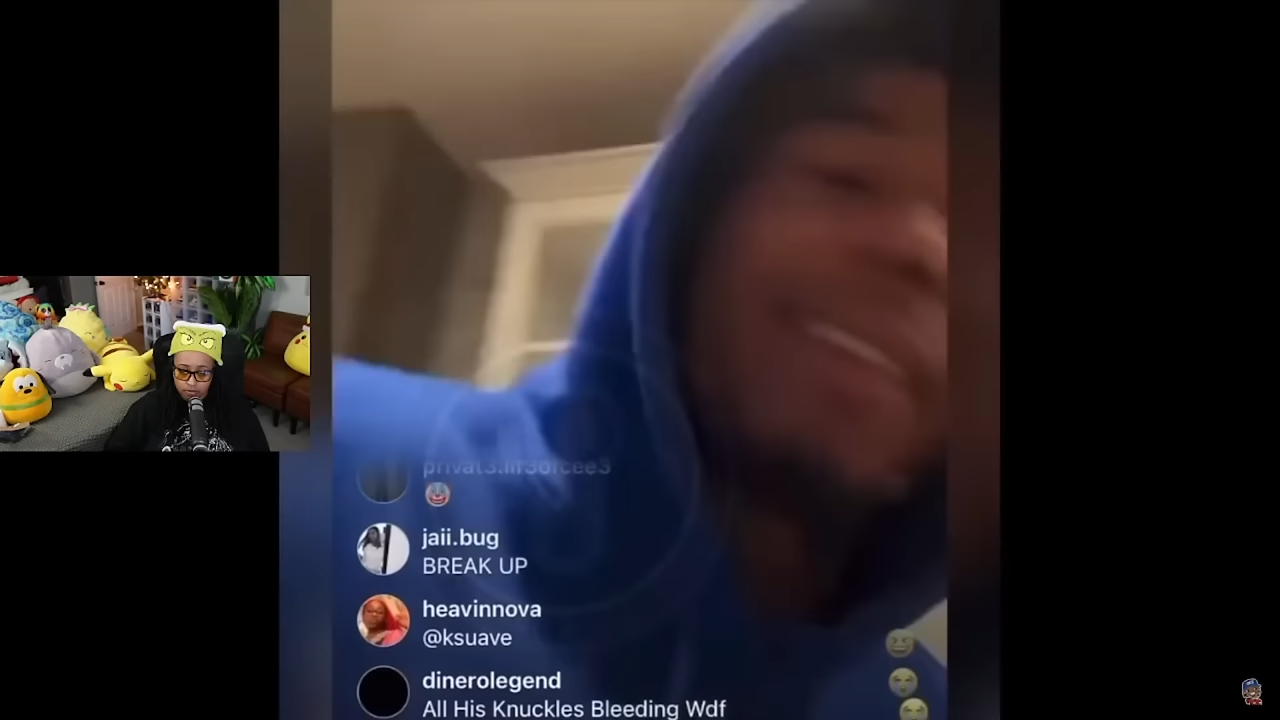 jaii.bug
BREAK UP
heavinnova
@ksuave
dinerolegend
All His Knuckles Bleeding Wdf